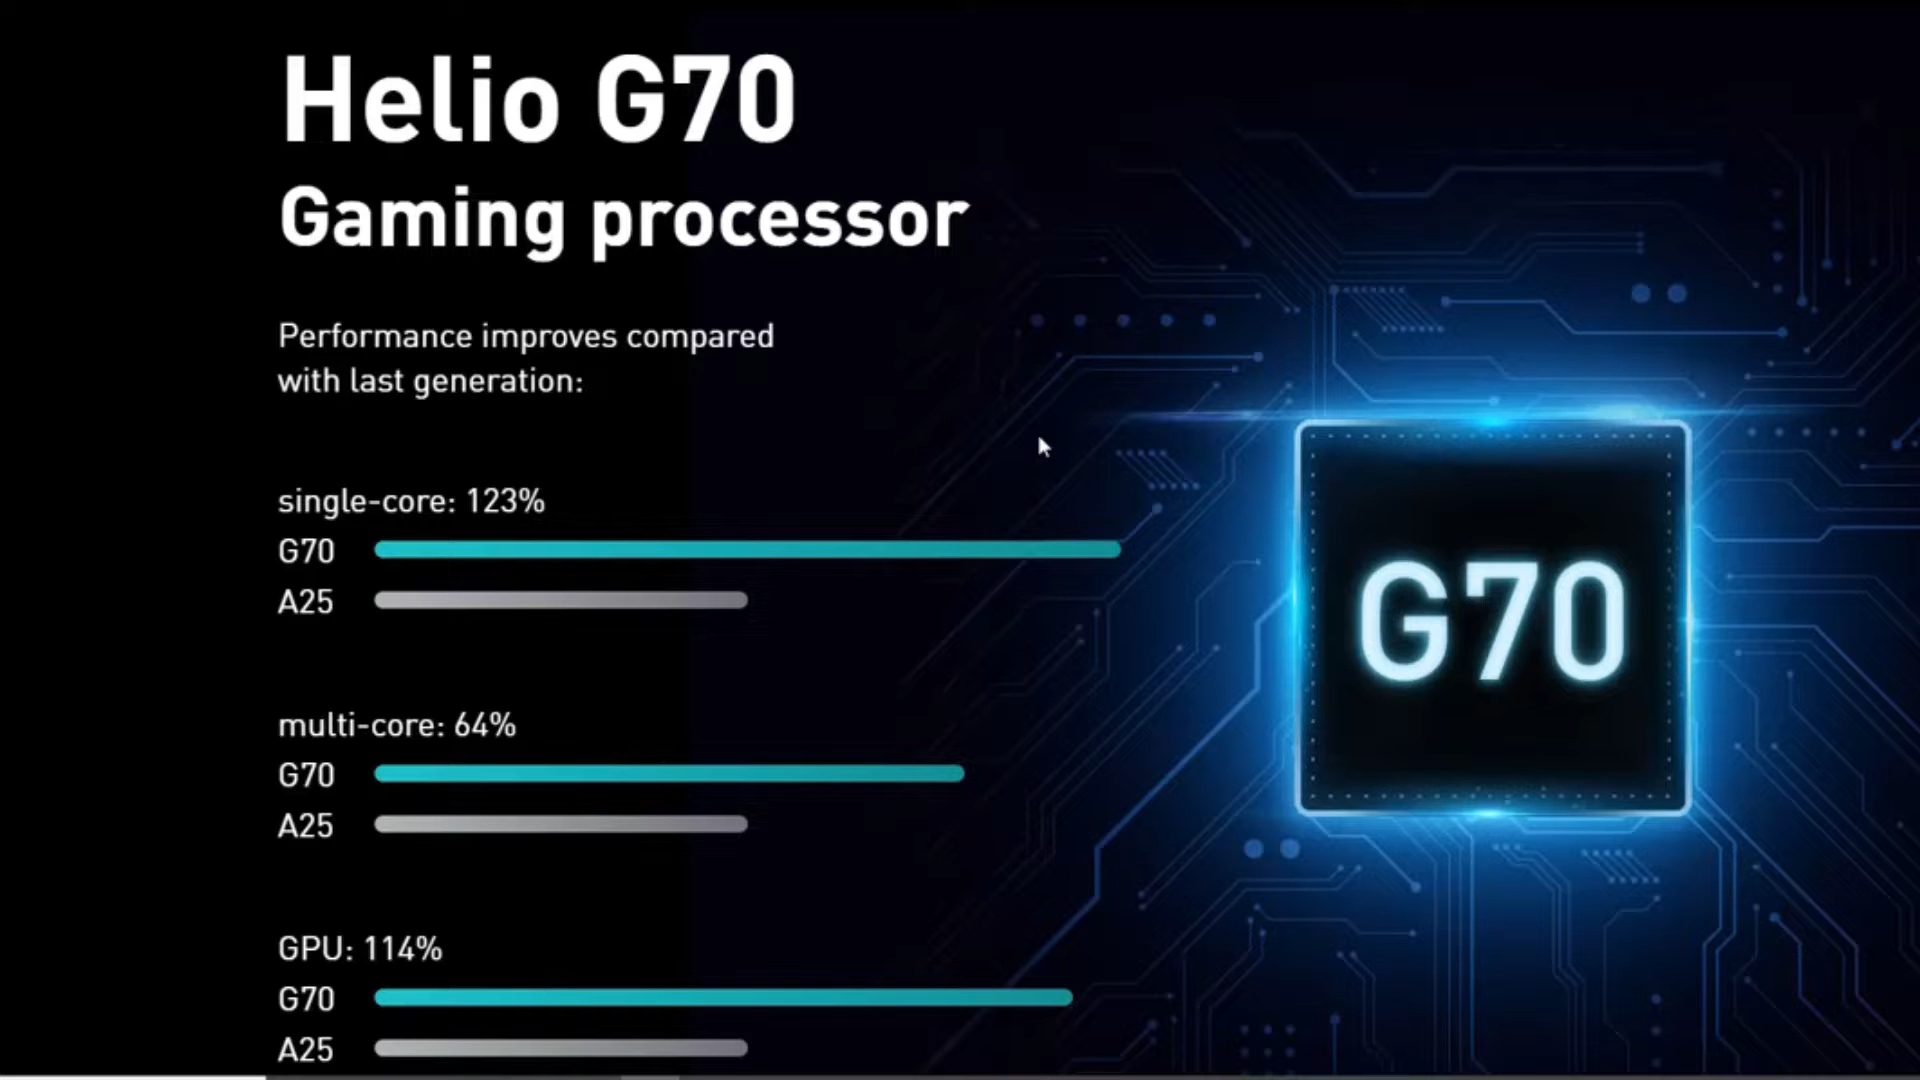 Helio G70
Gaming processor
Performance improves compared
with last generation:
single-core: 123%
G70
A25
multi-core: 64%
G70
A25
GPU: 114%
G70
A25
G70